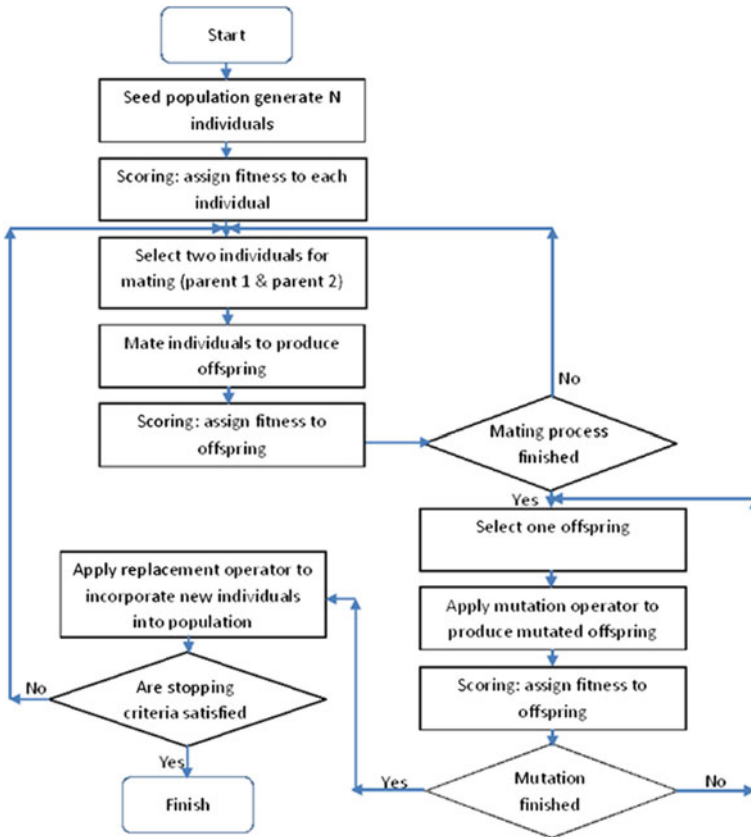 Start
Seed population generate N
individuals
Scoring: assign fitness to each
individual
Select two individuals for
mating (parent 1 & parent 2)
Mate individuals to produce
offspring
Scoring: assign fitness to
offspring
No
Mating process
finished
Yes
Select one offspring
Apply mutation operator to
produce mutated offspring
Scoring: assign fitness to
offspring
Mutation
finished
No
Yes
Apply replacement operator to
incorporate new individuals
into population
Are stopping
criteria satisfied
No
Yes
Finish